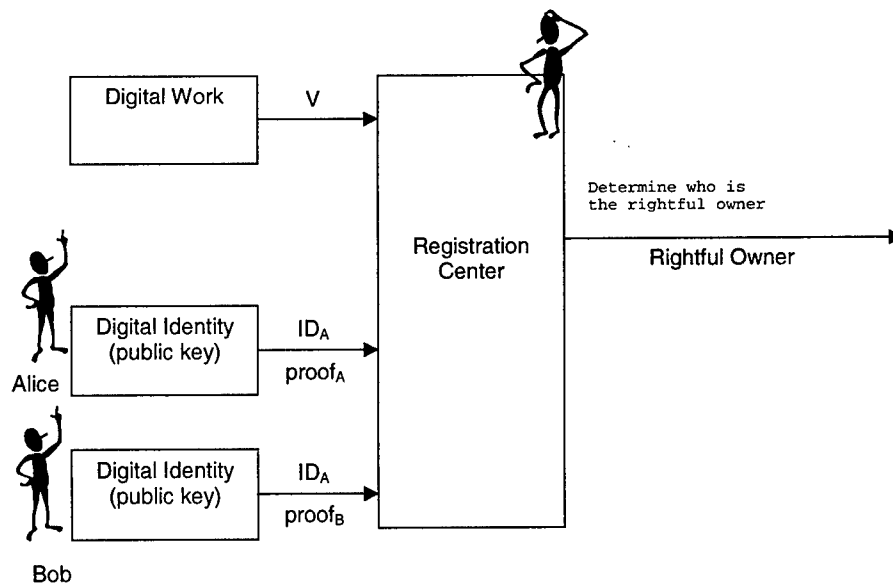 Digital Work
V
Determine who is
the rightful owner
Registration
Center
Rightful Owner
Digital Identity
(public key)
ID_A
proof_A
Alice
Digital Identity
(public key)
ID_A
proof_B
Bob